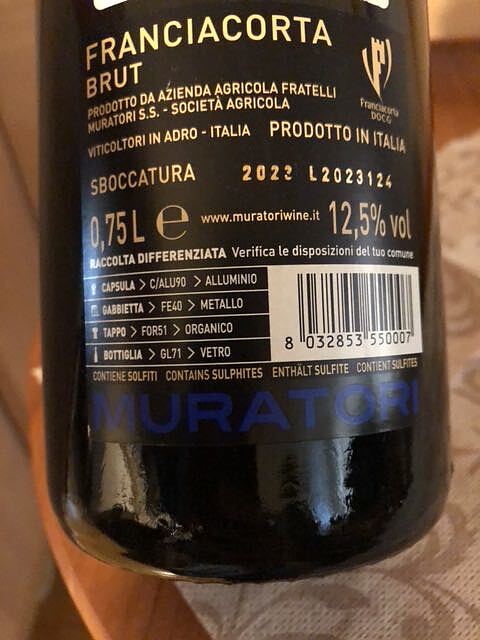 FRANCIACORTA
BRUT
PRODOTTO DA AZIENDA AGRICOLA FRATELLI
MURATORI S.S. - SOCIETÀ AGRICOLA
Franciacorta
DOCG
VITICOLTORI IN ADRO - ITALIA PRODOTTO IN ITALIA
SBOCCATURA 2023 L2023124
0,75 L e www.muratoriwine.it 12,5% vol
RACCOLTA DIFFERENZIATA Verifica le disposizioni del tuo comune
CAPSULA > C/ALU90 > ALLUMINIO
GABBIETTA > FE40 > METALLO
TAPPO > FOR51 > ORGANICO
BOTTIGLIA > GL71 > VETRO
8 032853 550007
CONTIENE SOLFITI CONTAINS SULPHITES ENTHÄLT SULFITE CONTIENT SULFITES
MURATORI